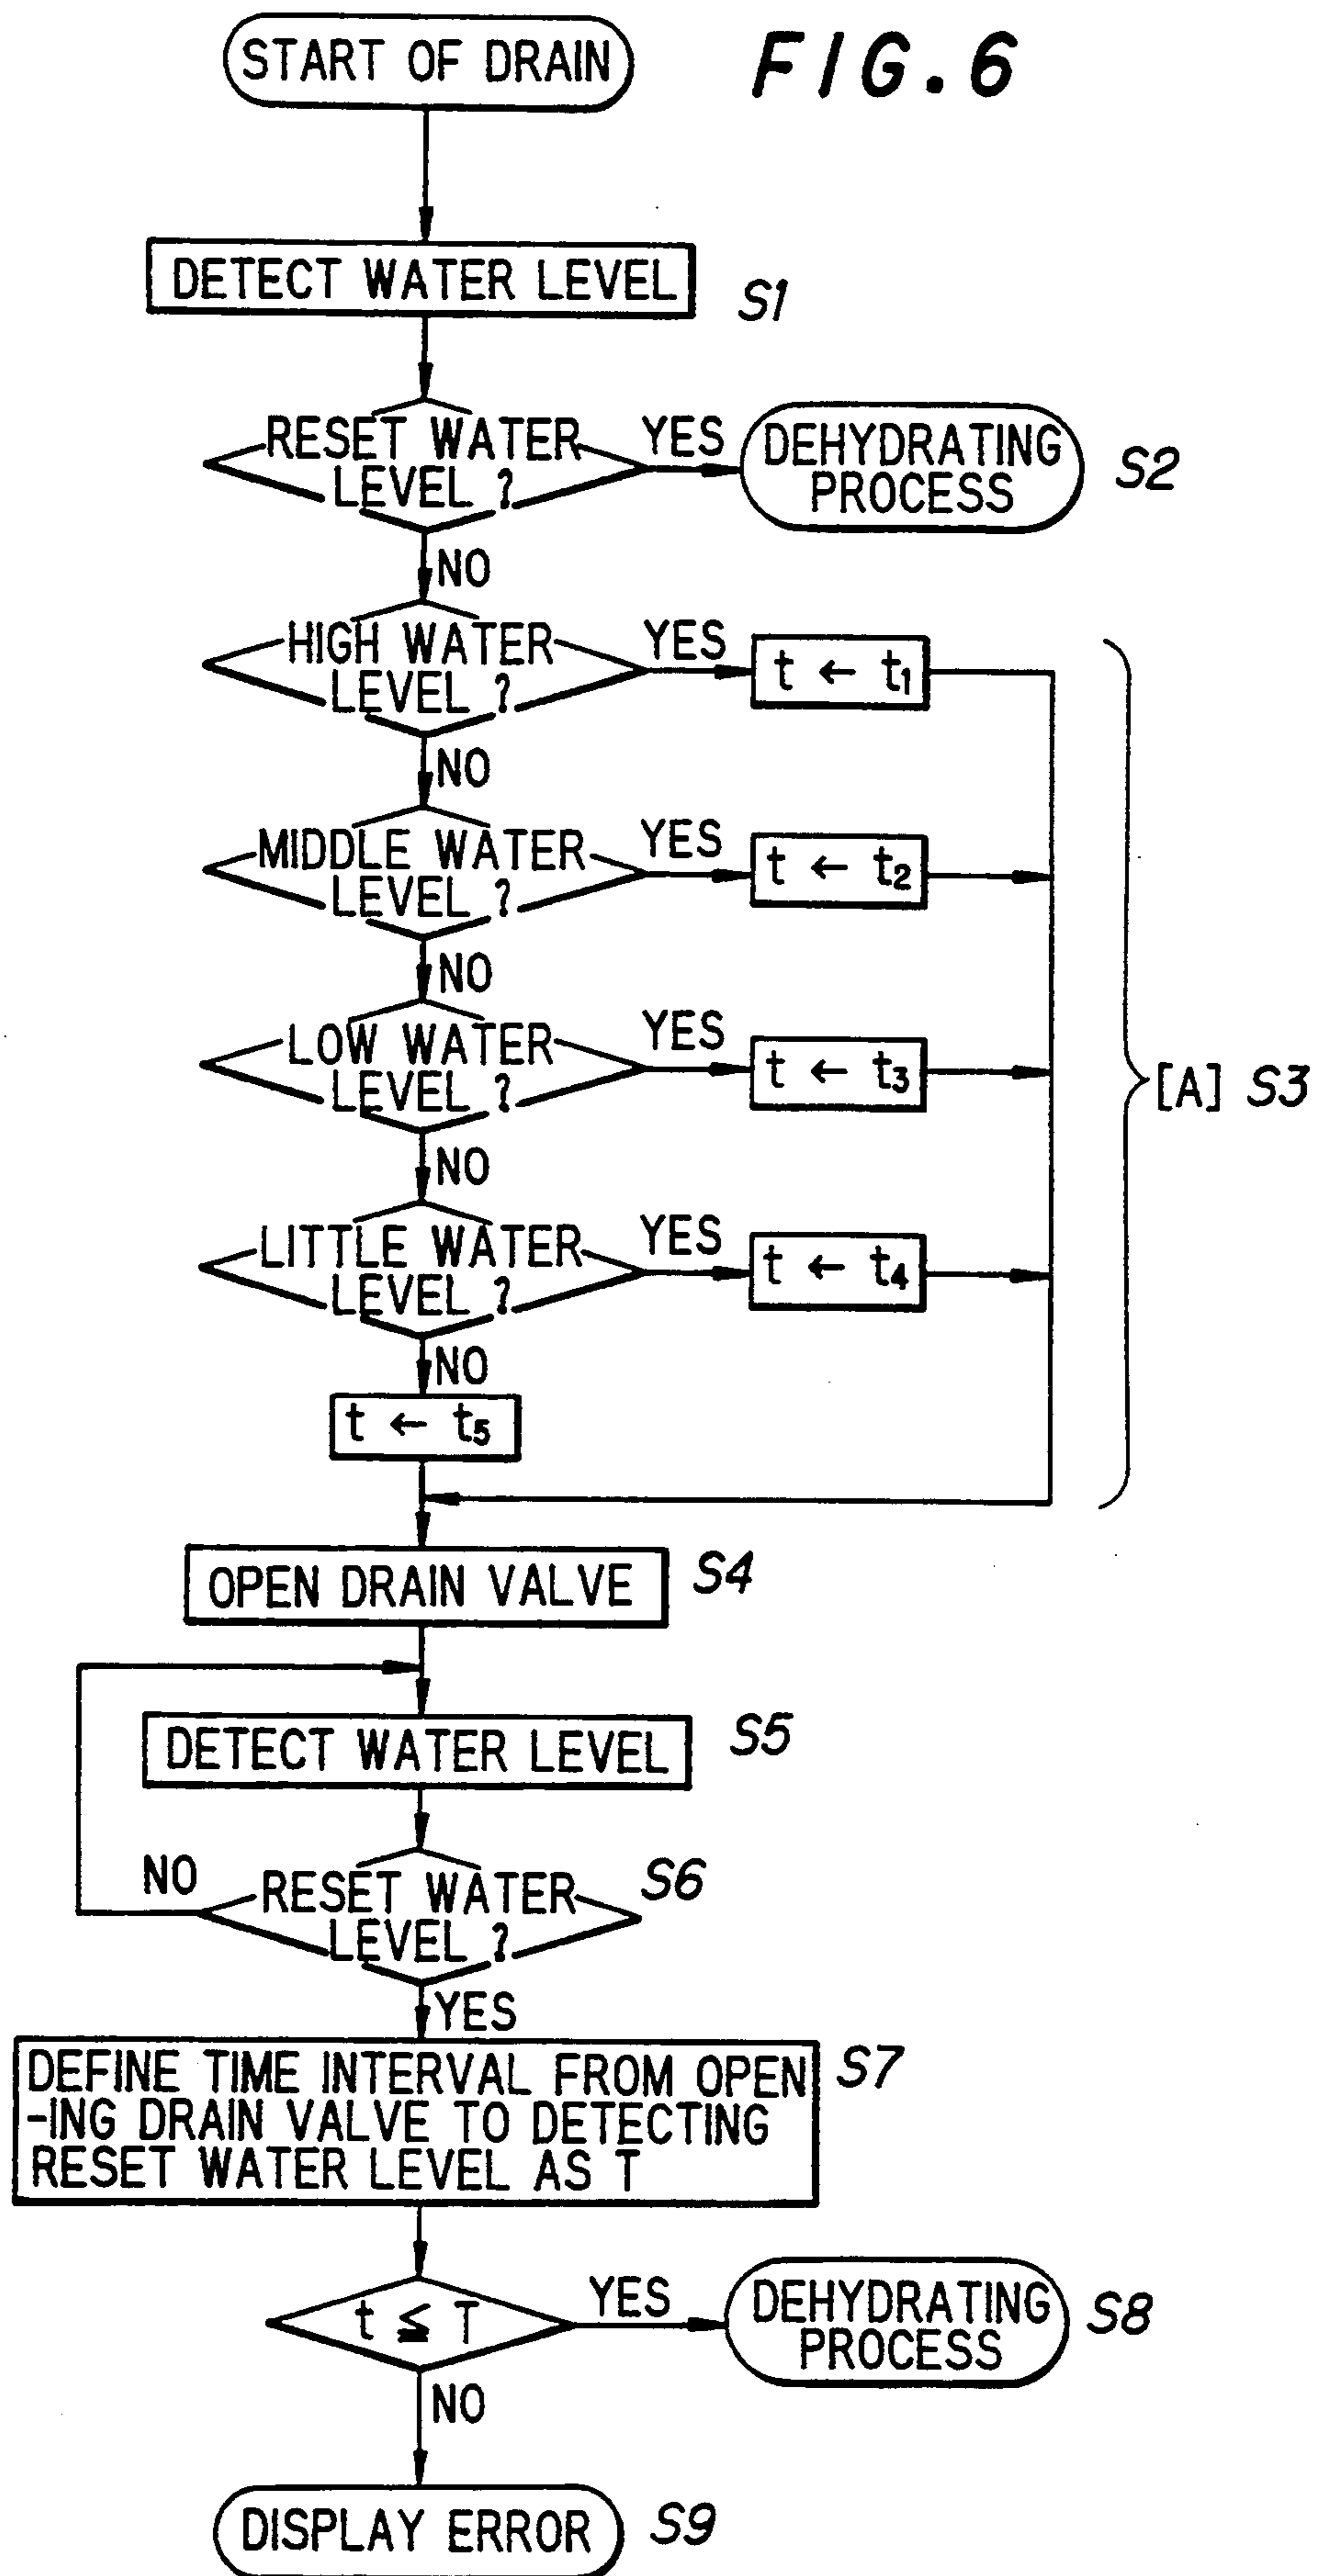 START OF DRAIN
FIG. 6
DETECT WATER LEVEL
S1
RESET WATER
LEVEL ?
YES
DEHYDRATING
PROCESS
S2
NO
HIGH WATER
LEVEL ?
YES
t ← t1
NO
MIDDLE WATER
LEVEL ?
YES
t ← t2
NO
LOW WATER
LEVEL ?
YES
t ← t3
[A] S3
NO
LITTLE WATER
LEVEL ?
YES
t ← t4
NO
t ← t5
OPEN DRAIN VALVE
S4
DETECT WATER LEVEL
S5
NO
RESET WATER
LEVEL ?
S6
YES
DEFINE TIME INTERVAL FROM OPEN
-ING DRAIN VALVE TO DETECTING
RESET WATER LEVEL AS T
S7
t ≦ T
YES
DEHYDRATING
PROCESS
S8
NO
DISPLAY ERROR
S9